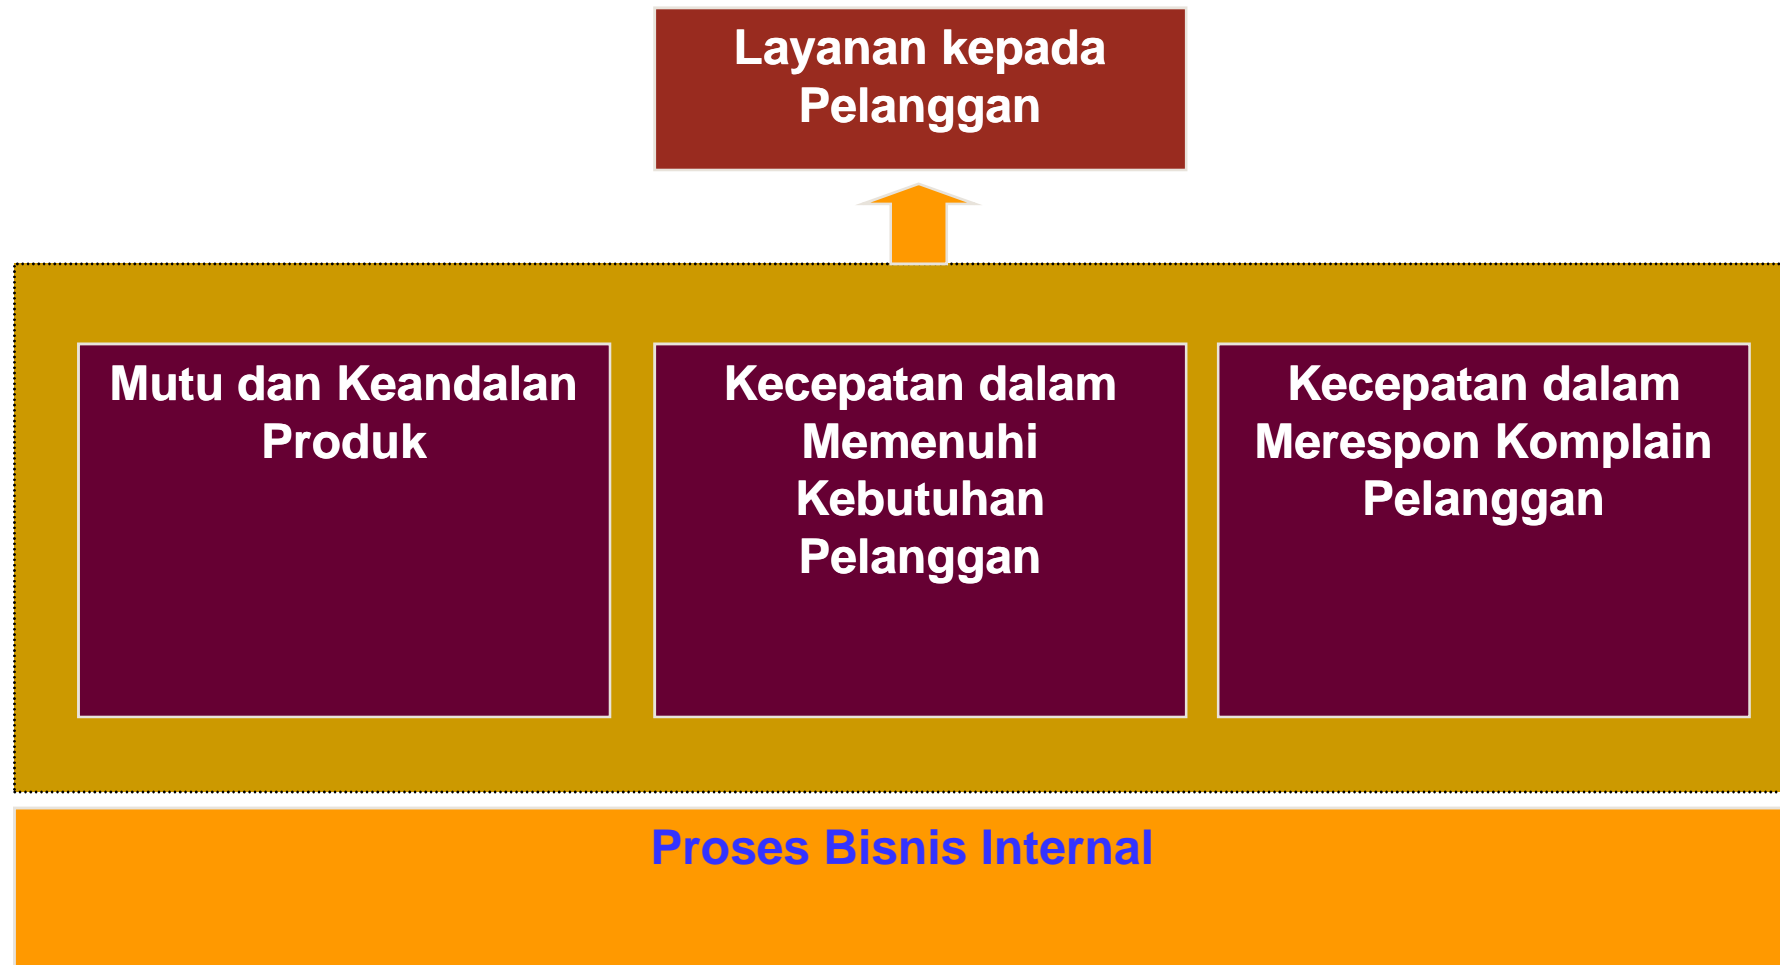 Layanan kepada
Pelanggan
Mutu dan Keandalan
Produk
Kecepatan dalam
Memenuhi
Kebutuhan
Pelanggan
Kecepatan dalam
Merespon Komplain
Pelanggan
Proses Bisnis Internal